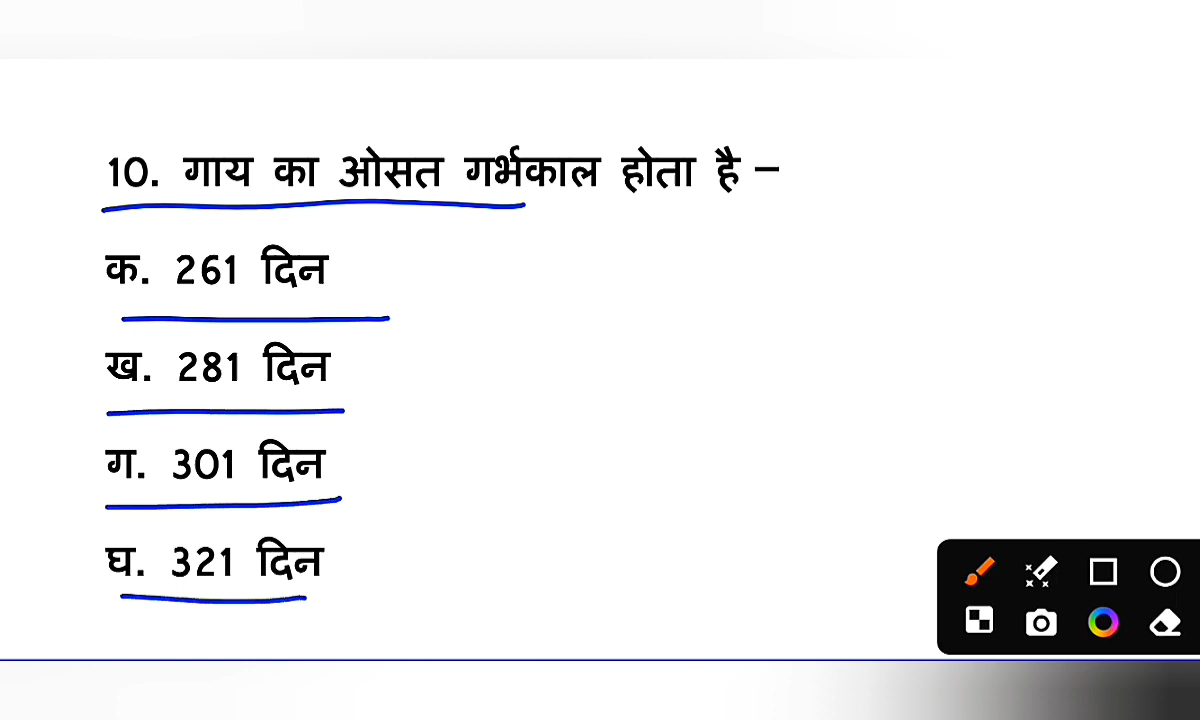 10. गाय का ओसत गर्भकाल होता है –
क. 261 दिन
ख. 281 दिन
ग. 301 दिन
घ. 321 दिन